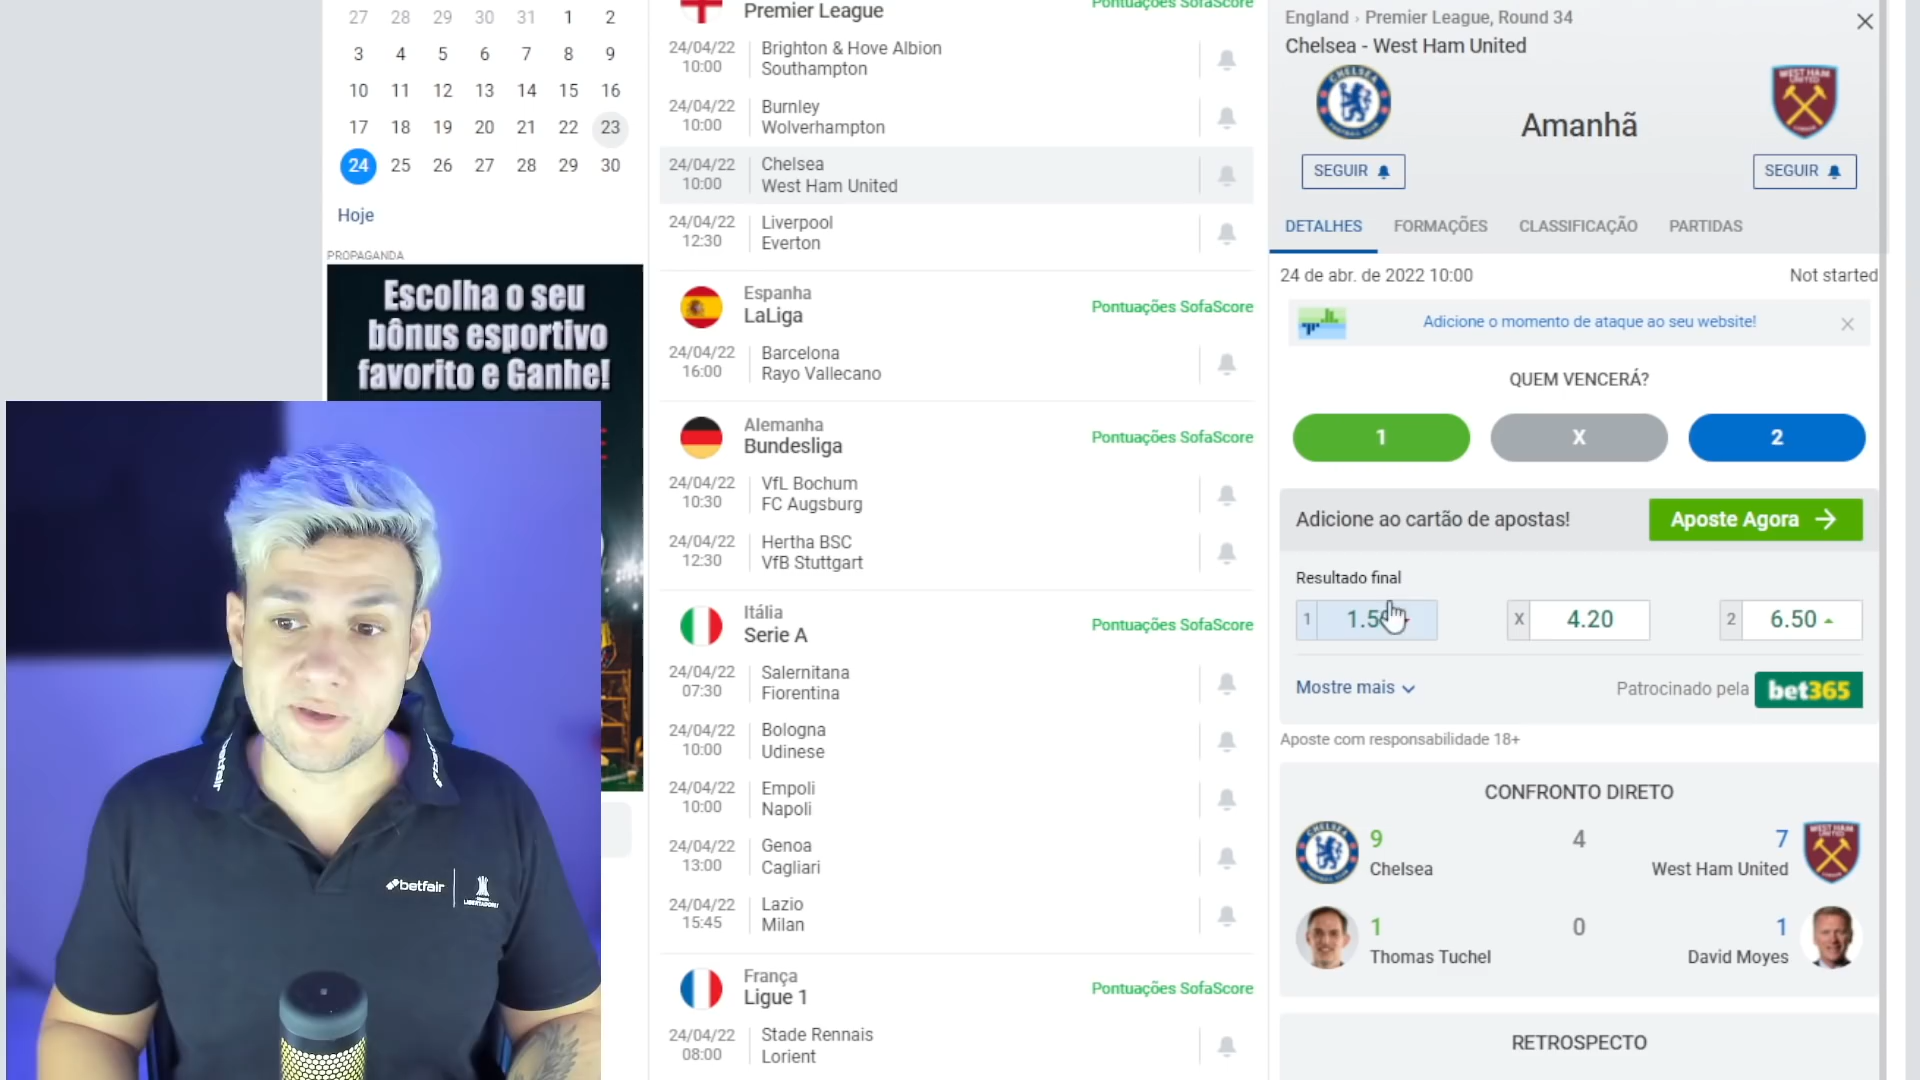 27 28 29 30 31 1 2
3 4 5 6 7 8 9
10 11 12 13 14 15 16
17 18 19 20 21 22 23
24 25 26 27 28 29 30
Hoje
PROPAGANDA
Escolha o seu
bônus esportivo
favorito e Ganhe!
betfair
LIBERTADORES
Premier League
Pontuações SofaScore
24/04/22 Brighton & Hove Albion
10:00 Southampton
24/04/22 Burnley
10:00 Wolverhampton
24/04/22 Chelsea
10:00 West Ham United
24/04/22 Liverpool
12:30 Everton
Espanha
LaLiga
Pontuações SofaScore
24/04/22 Barcelona
16:00 Rayo Vallecano
Alemanha
Bundesliga
Pontuações SofaScore
24/04/22 VfL Bochum
10:30 FC Augsburg
24/04/22 Hertha BSC
12:30 VfB Stuttgart
Itália
Serie A
Pontuações SofaScore
24/04/22 Salernitana
07:30 Fiorentina
24/04/22 Bologna
10:00 Udinese
24/04/22 Empoli
10:00 Napoli
24/04/22 Genoa
13:00 Cagliari
24/04/22 Lazio
15:45 Milan
França
Ligue 1
Pontuações SofaScore
24/04/22 Stade Rennais
08:00 Lorient
England › Premier League, Round 34
Chelsea - West Ham United
Amanhã
SEGUIR SEGUIR
DETALHES FORMAÇÕES CLASSIFICAÇÃO PARTIDAS
24 de abr. de 2022 10:00 Not started
Adicione o momento de ataque ao seu website!
QUEM VENCERÁ?
1 X 2
Adicione ao cartão de apostas! Aposte Agora
Resultado final
1 X 4.20 2 6.50
Mostre mais Patrocinado pela bet365
Aposte com responsabilidade 18+
CONFRONTO DIRETO
9 4 7
Chelsea West Ham United
1 0 1
Thomas Tuchel David Moyes
RETROSPECTO